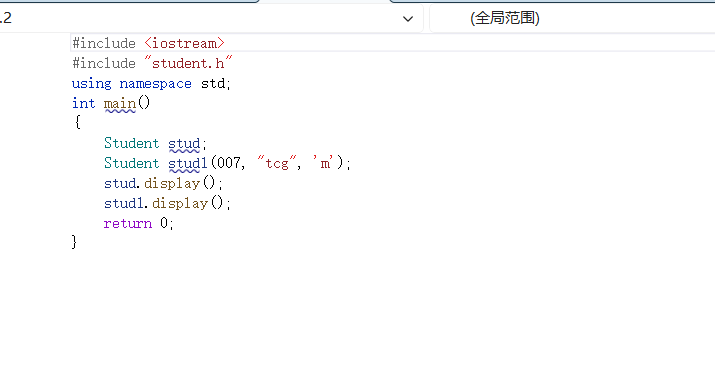 .2
(全局范围)
#include <iostream>
#include "student.h"
using namespace std;
int main()
{
    Student stud;
    Student stud1(007, "tcg", 'm');
    stud.display();
    stud1.display();
    return 0;
}